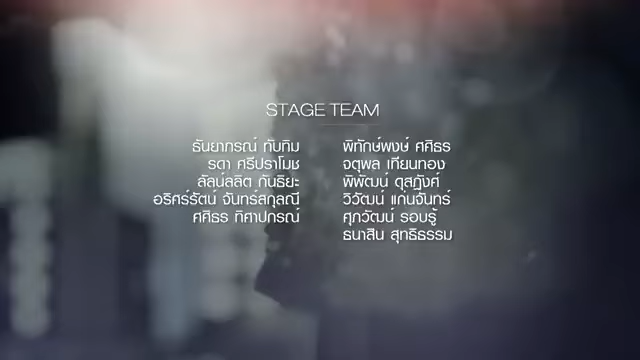 STAGE TEAM
ธันยาภรณ์ ทับทิม
รดา ศรีปราโมช
ลัลน์ลลิต กันธิยะ
อริศร์รัตน์ จันทร์สกุลณี
ศศิธร ทิศาปกรณ์
พิทักษ์พงษ์ ศศิธร
จตุพล เทียนทอง
พิพัฒน์ ดุสฎังศ์
วิวัฒน์ แก่นจันทร์
ศุภวัฒน์ รอบรู้
ธนาสิน สุทธิธรรม